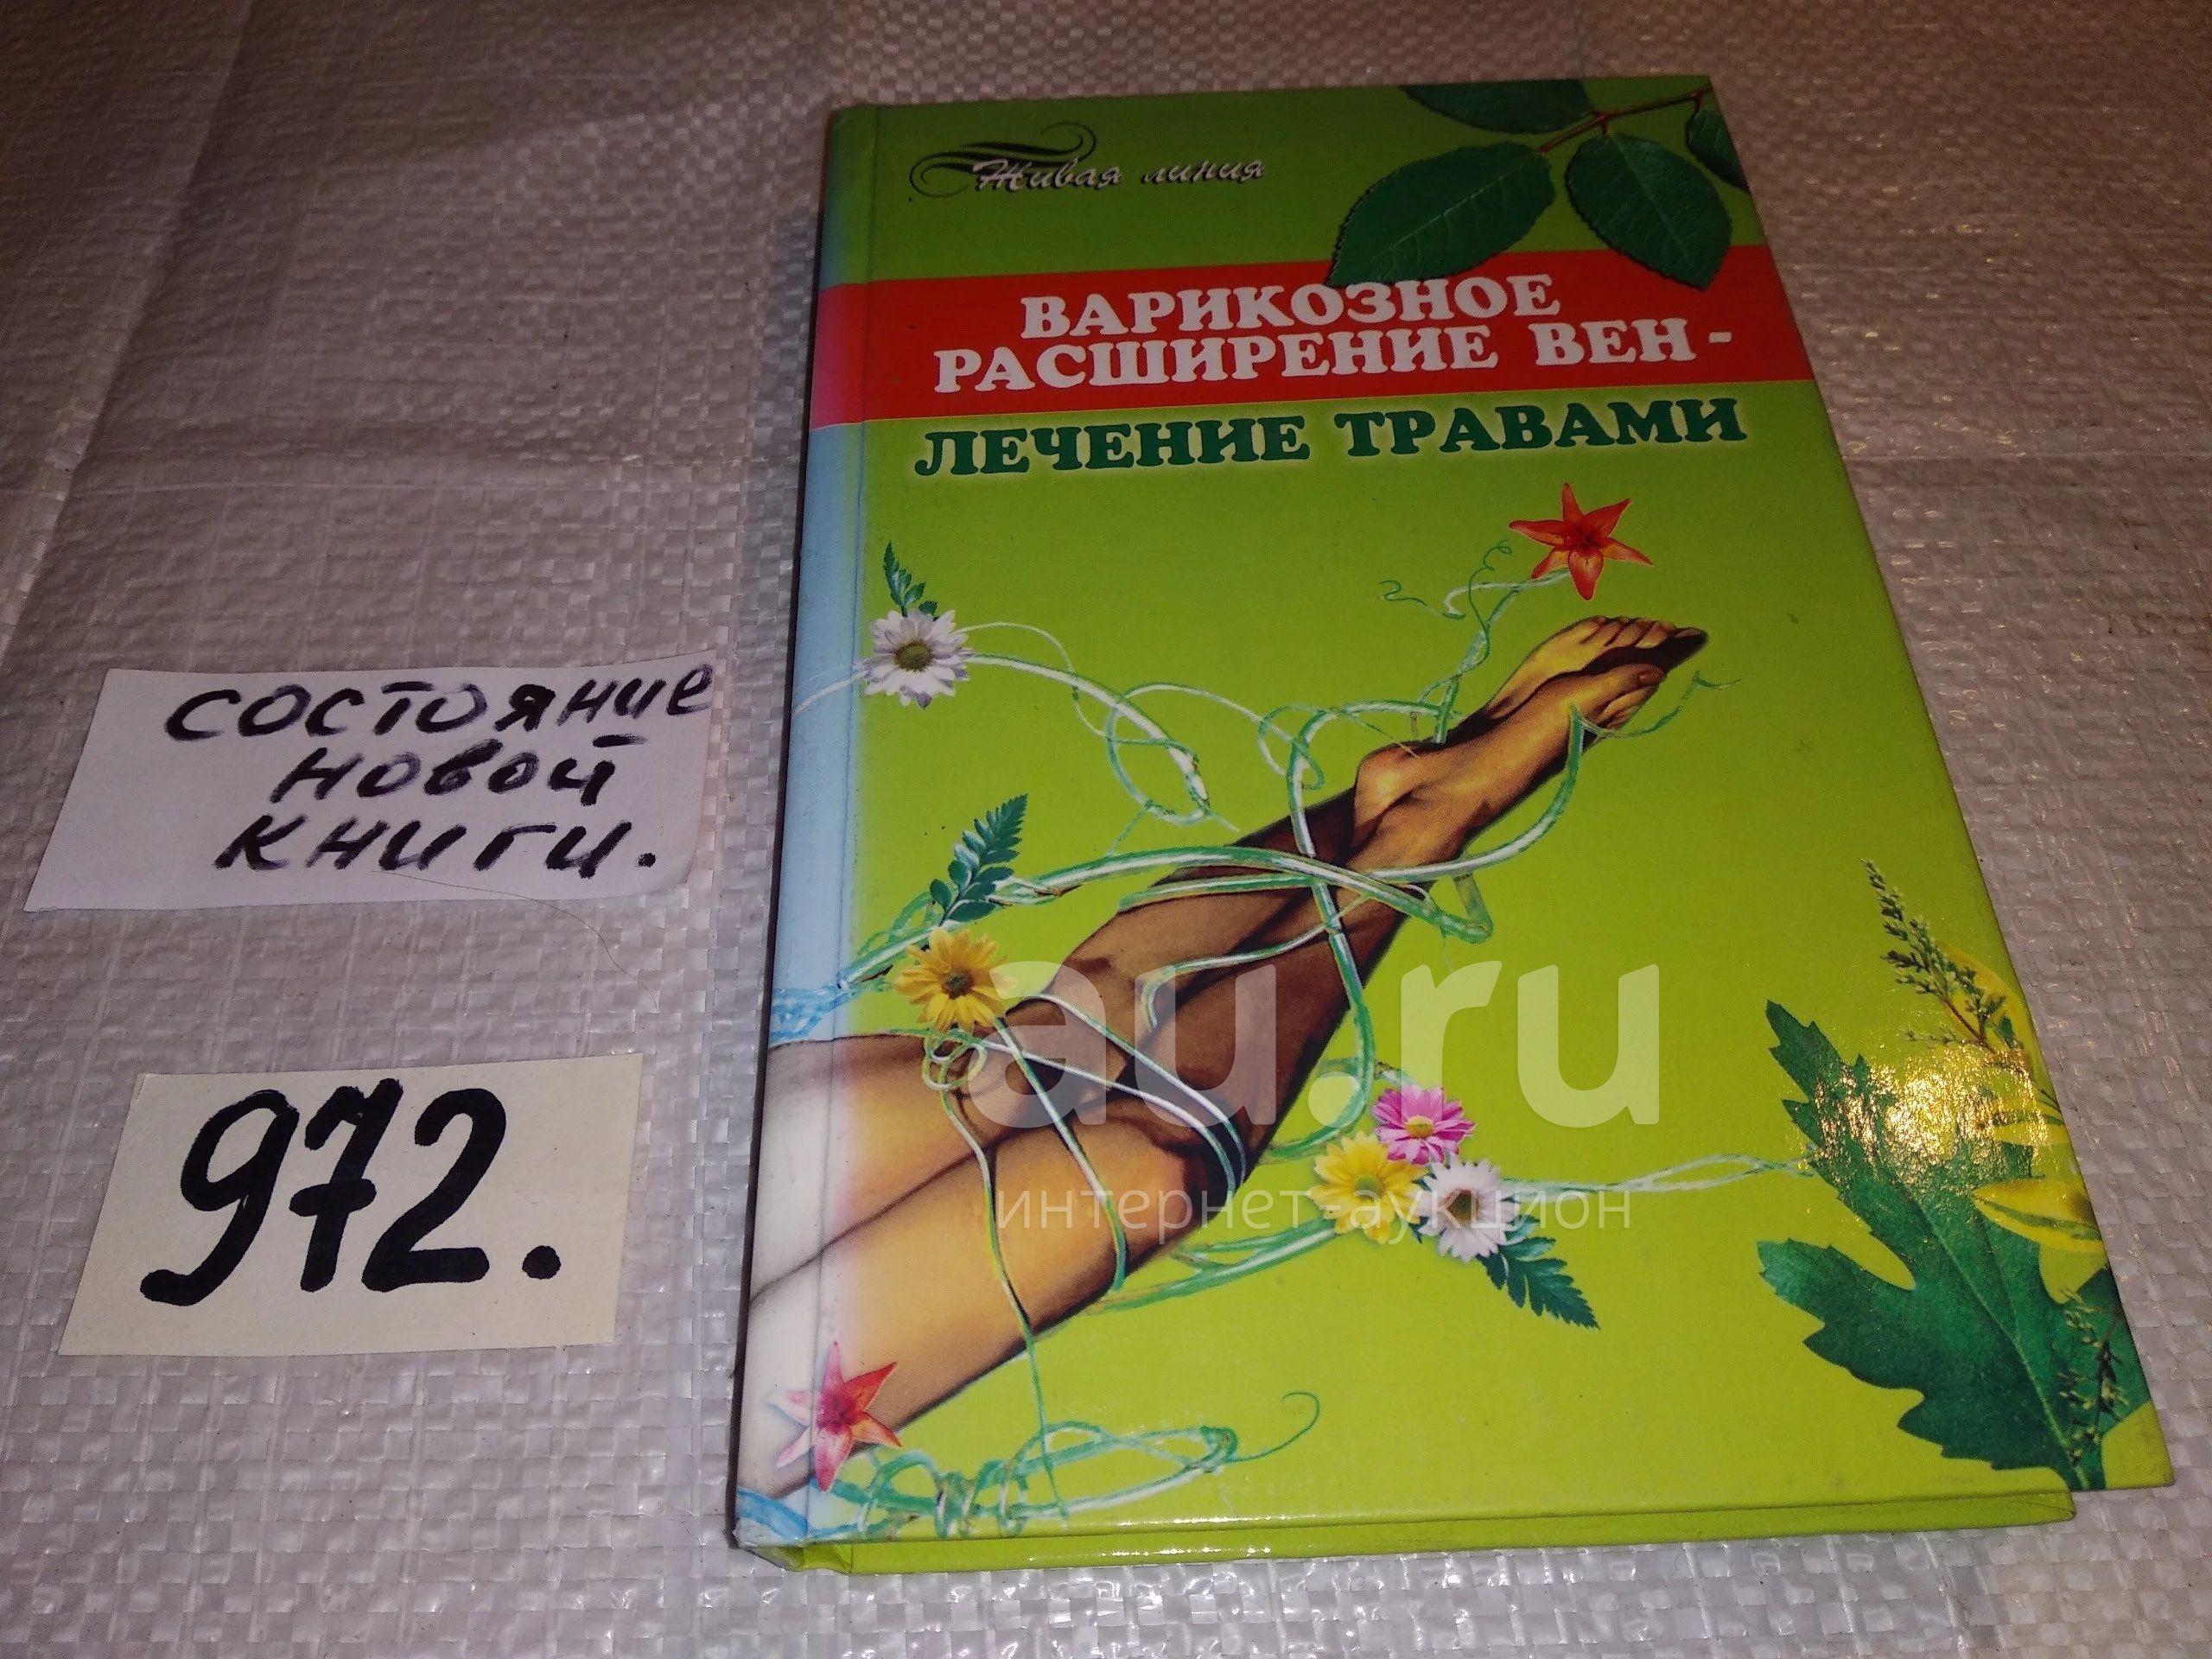 Живая линия
ВАРИКОЗНОЕ
РАСШИРЕНИЕ ВЕН -
ЛЕЧЕНИЕ ТРАВАМИ
состояние
новой
книги.
972.
au.ru
интернет-аукцион